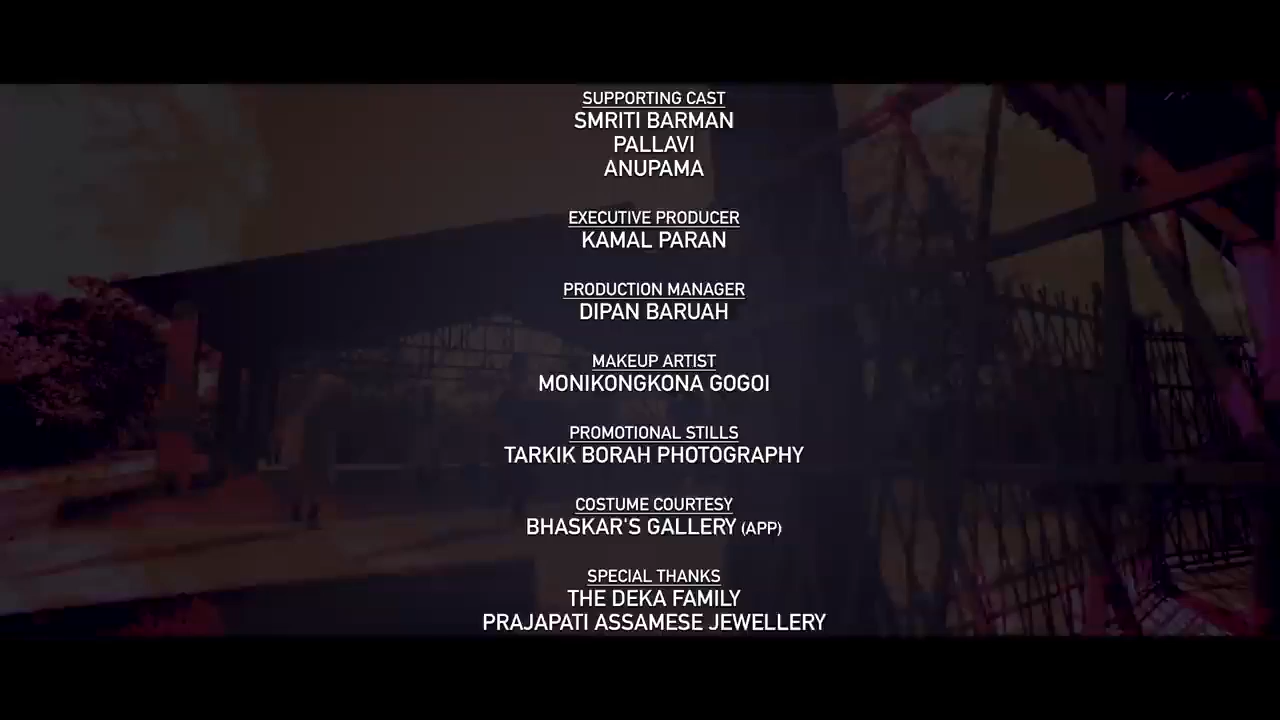 SUPPORTING CAST
SMRITI BARMAN
PALLAVI
ANUPAMA
EXECUTIVE PRODUCER
KAMAL PARAN
PRODUCTION MANAGER
DIPAN BARUAH
MAKEUP ARTIST
MONIKONGKONA GOGOI
PROMOTIONAL STILLS
TARKIK BORAH PHOTOGRAPHY
COSTUME COURTESY
BHASKAR'S GALLERY (APP)
SPECIAL THANKS
THE DEKA FAMILY
PRAJAPATI ASSAMESE JEWELLERY